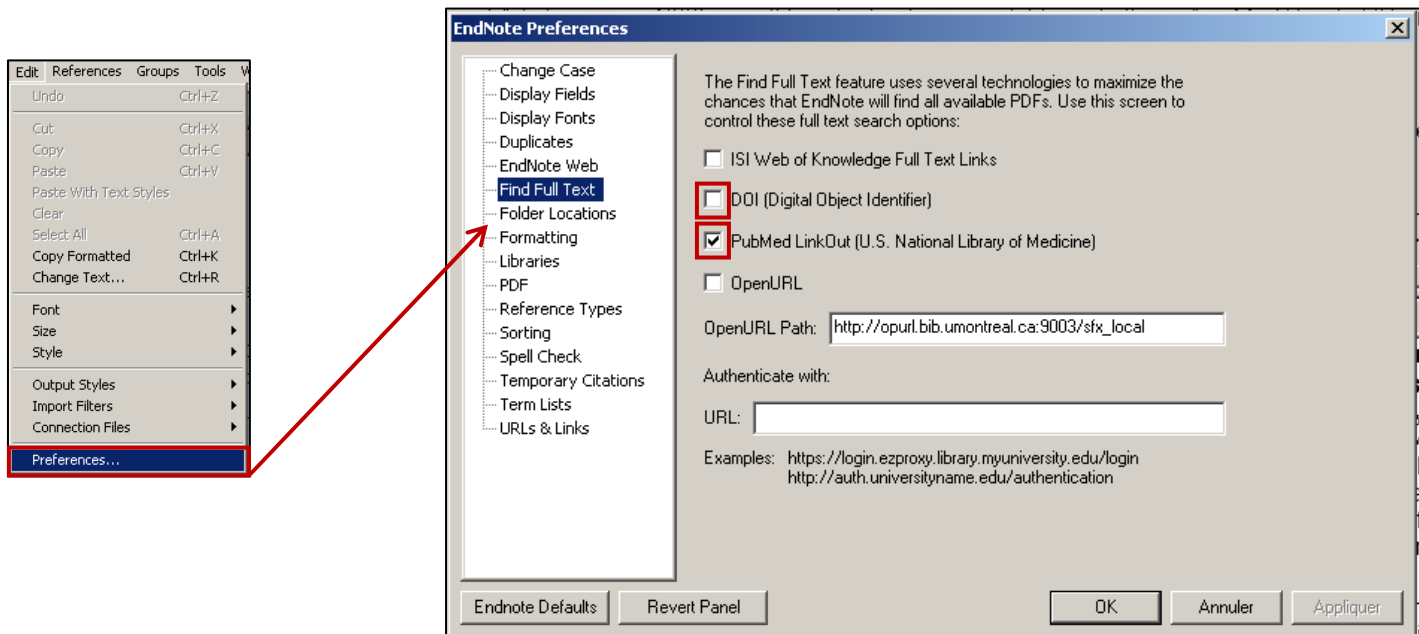 Edit References Groups Tools
Undo Ctrl+Z
Cut Ctrl+X
Copy Ctrl+C
Paste Ctrl+V
Paste With Text Styles
Clear
Select All Ctrl+A
Copy Formatted Ctrl+K
Change Text... Ctrl+R
Font
Size
Style
Output Styles
Import Filters
Connection Files
Preferences...
EndNote Preferences
Change Case
Display Fields
Display Fonts
Duplicates
EndNote Web
Find Full Text
Folder Locations
Formatting
Libraries
PDF
Reference Types
Sorting
Spell Check
Temporary Citations
Term Lists
URLs & Links
The Find Full Text feature uses several technologies to maximize the
chances that EndNote will find all available PDFs. Use this screen to
control these full text search options:
ISI Web of Knowledge Full Text Links
DOI (Digital Object Identifier)
PubMed LinkOut (U.S. National Library of Medicine)
OpenURL
OpenURL Path: http://opurl.bib.umontreal.ca:9003/sfx_local
Authenticate with:
URL:
Examples: https://login.ezproxy.library.myuniversity.edu/login
http://auth.universityname.edu/authentication
Endnote Defaults Revert Panel OK Annuler Appliquer